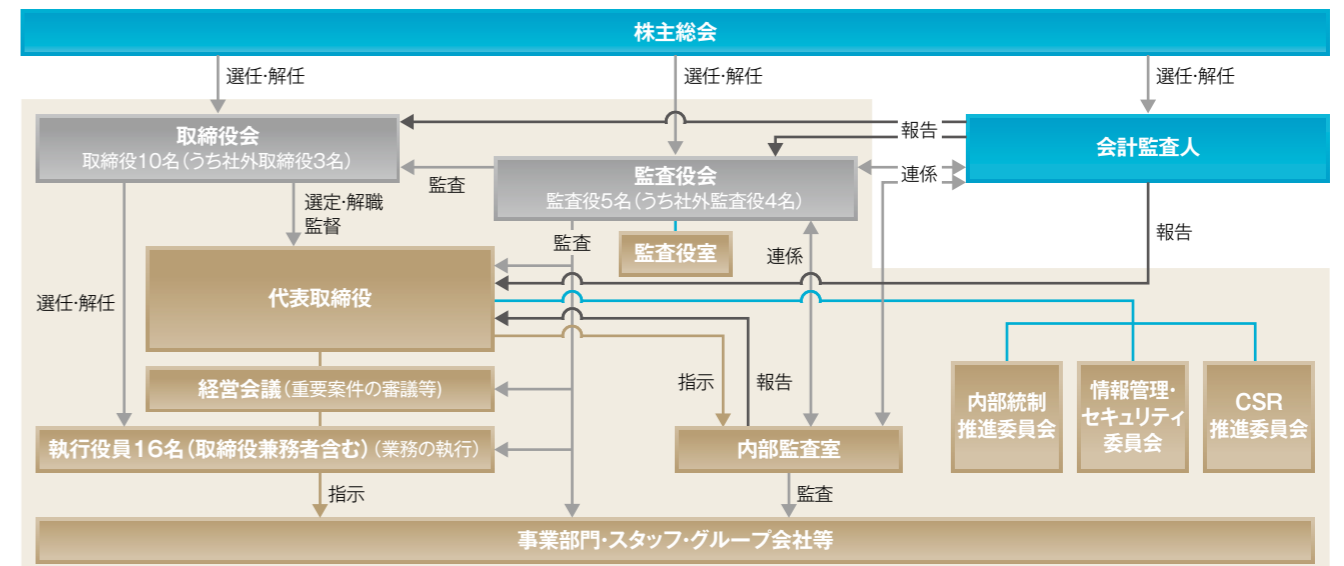 株主総会
選任・解任
選任・解任
選任・解任
取締役会
取締役10名(うち社外取締役3名)
報告
会計監査人
監査
監査役会
監査役5名(うち社外監査役4名)
連係
選定・解職
監督
監査
監査役室
連係
報告
代表取締役
選任・解任
経営会議(重要案件の審議等)
指示
報告
内部統制
推進委員会
情報管理・
セキュリティ
委員会
CSR
推進委員会
執行役員16名(取締役兼務者含む)(業務の執行)
内部監査室
指示
監査
事業部門・スタッフ・グループ会社等